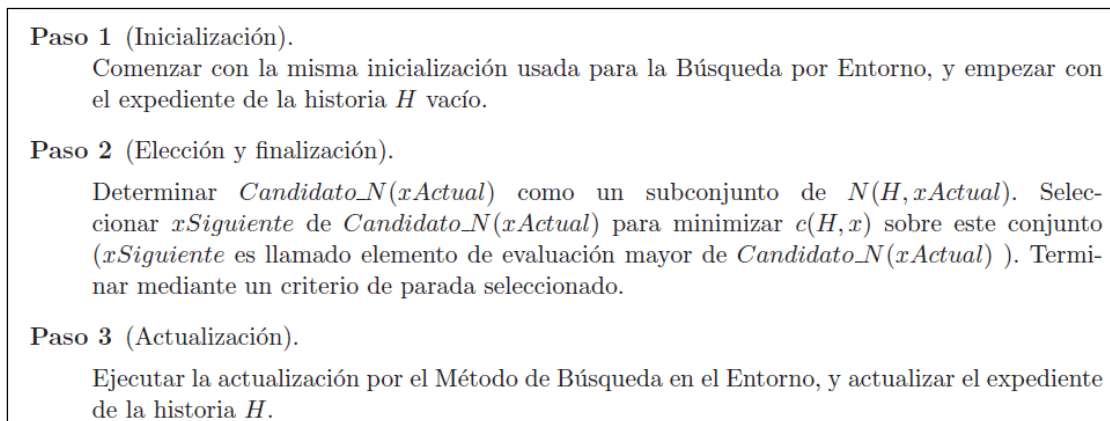 Paso 1 (Inicialización).
Comenzar con la misma inicialización usada para la Búsqueda por Entorno, y empezar con
el expediente de la historia H vacío.
Paso 2 (Elección y finalización).
Determinar Candidato_N(xActual) como un subconjunto de N(H, xActual). Selec-
cionar xSiguiente de Candidato_N(xActual) para minimizar c(H, x) sobre este conjunto
(xSiguiente es llamado elemento de evaluación mayor de Candidato_N(xActual) ). Termi-
nar mediante un criterio de parada seleccionado.
Paso 3 (Actualización).
Ejecutar la actualización por el Método de Búsqueda en el Entorno, y actualizar el expediente
de la historia H.